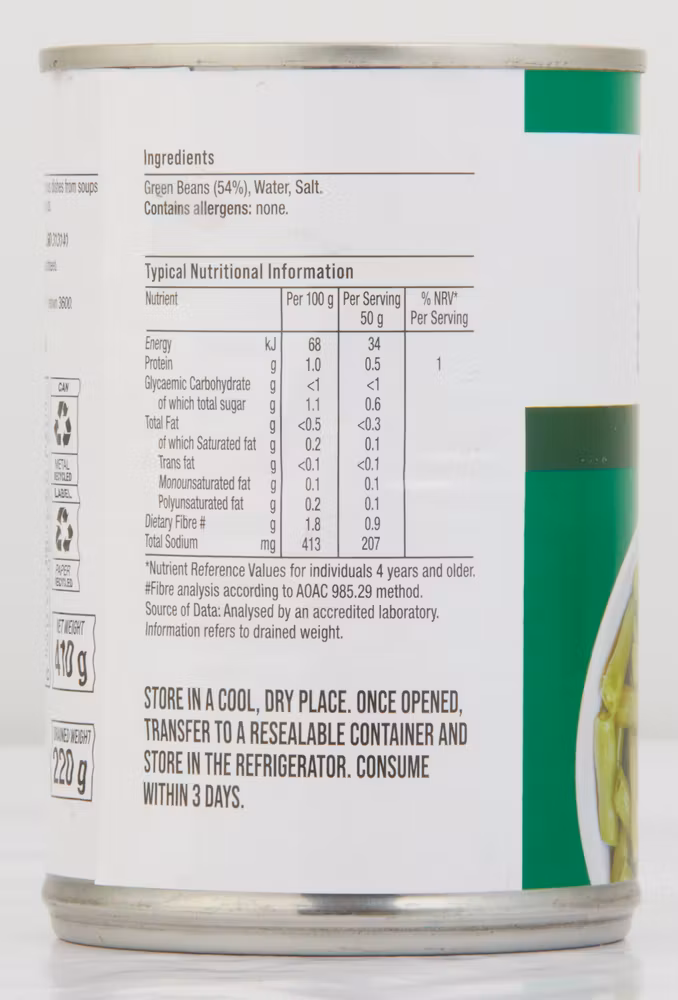 dishes from soups
3600
CAN
METAL
RECYCLED
LABEL
PAPER
RECYCLED
NET WEIGHT
410 g
DRAINED WEIGHT
220 g
Ingredients
Green Beans (54%), Water, Salt.
Contains allergens: none.
Typical Nutritional Information
Nutrient Per 100 g Per Serving 50 g % NRV* Per Serving
Energy kJ 68 34
Protein g 1.0 0.5 1
Glycaemic Carbohydrate g <1 <1
of which total sugar g 1.1 0.6
Total Fat g <0.5 <0.3
of which Saturated fat g 0.2 0.1
Trans fat g <0.1 <0.1
Monounsaturated fat g 0.1 0.1
Polyunsaturated fat g 0.2 0.1
Dietary Fibre # g 1.8 0.9
Total Sodium mg 413 207
*Nutrient Reference Values for individuals 4 years and older.
#Fibre analysis according to AOAC 985.29 method.
Source of Data: Analysed by an accredited laboratory.
Information refers to drained weight.
STORE IN A COOL, DRY PLACE. ONCE OPENED,
TRANSFER TO A RESEALABLE CONTAINER AND
STORE IN THE REFRIGERATOR. CONSUME
WITHIN 3 DAYS.